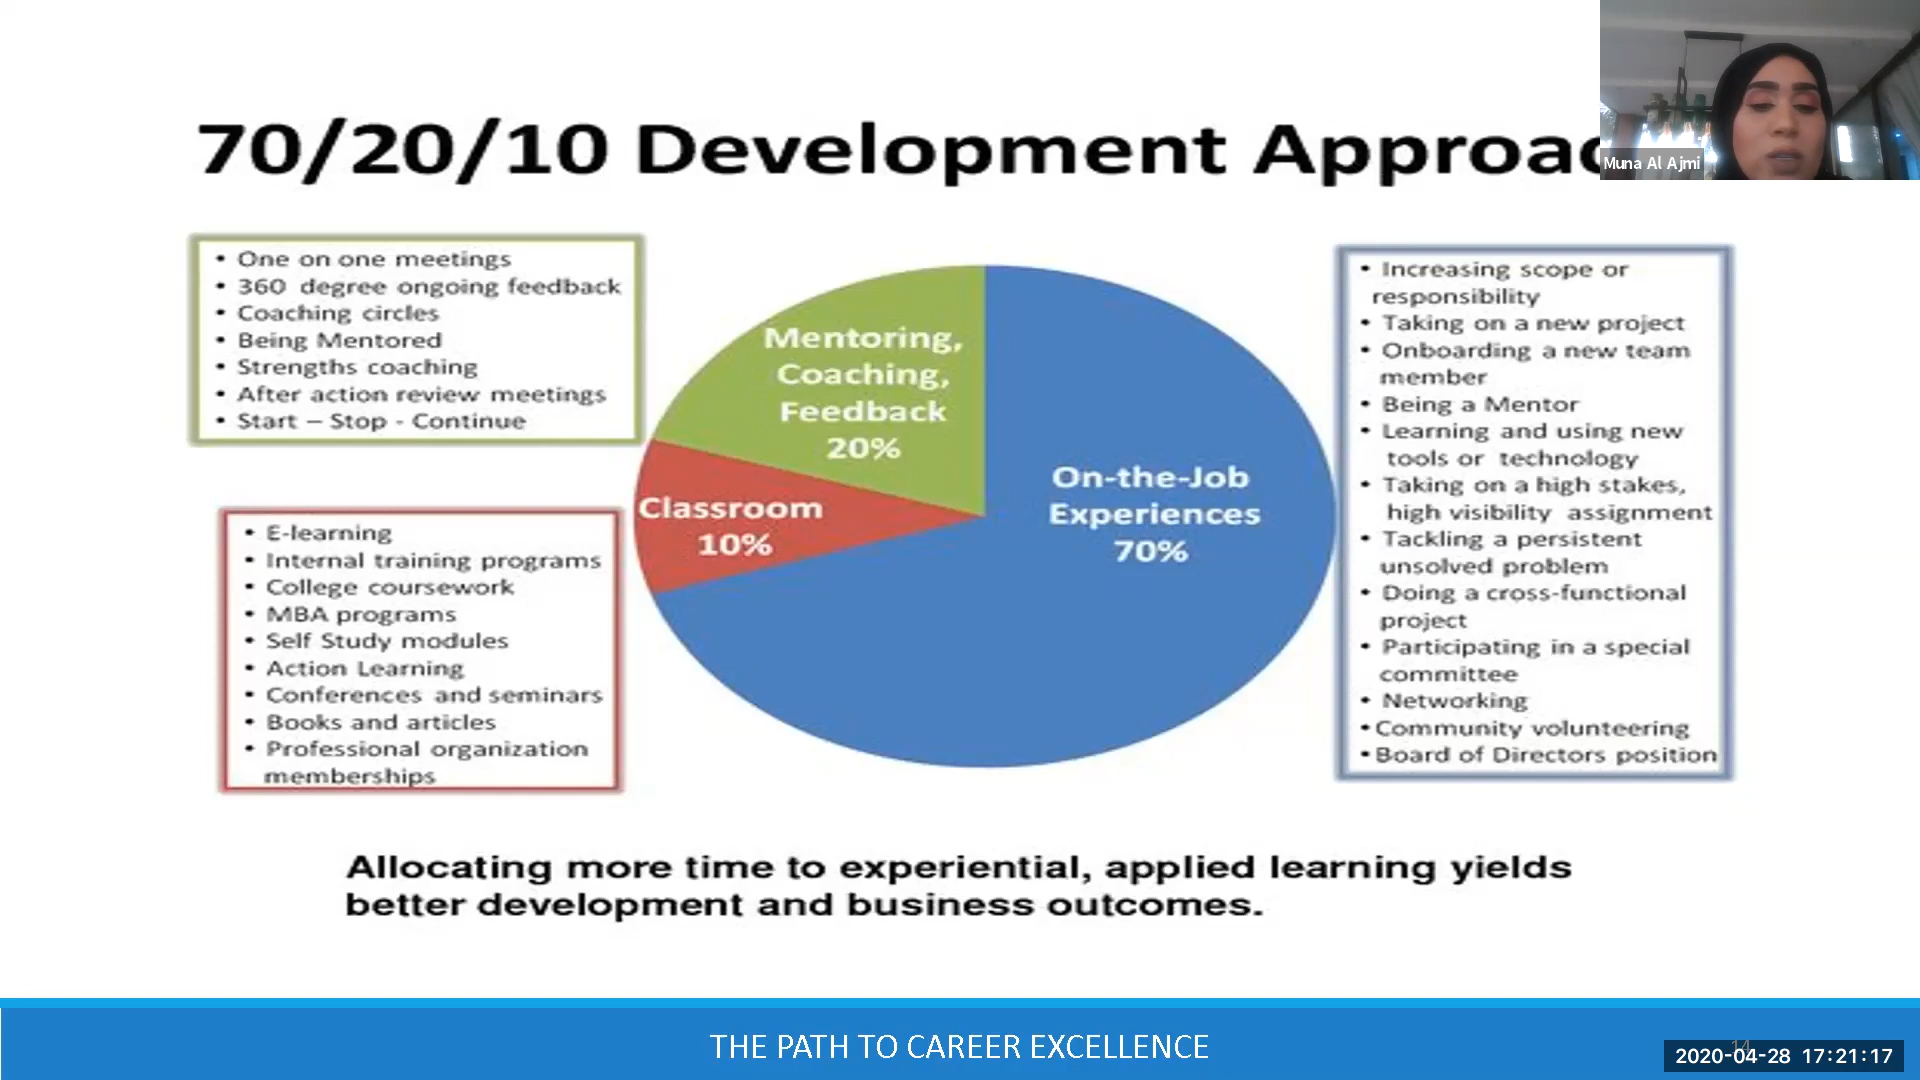 70/20/10 Development Approac
Muna Al Ajmi
• One on one meetings
• 360 degree ongoing feedback
• Coaching circles
• Being Mentored
• Strengths coaching
• After action review meetings
• Start – Stop - Continue
• E-learning
• Internal training programs
• College coursework
• MBA programs
• Self Study modules
• Action Learning
• Conferences and seminars
• Books and articles
• Professional organization
memberships
Mentoring,
Coaching,
Feedback
20%
Classroom
10%
On-the-Job
Experiences
70%
• Increasing scope or
responsibility
• Taking on a new project
• Onboarding a new team
member
• Being a Mentor
• Learning and using new
tools or technology
• Taking on a high stakes,
high visibility assignment
• Tackling a persistent
unsolved problem
• Doing a cross-functional
project
• Participating in a special
committee
• Networking
• Community volunteering
• Board of Directors position
Allocating more time to experiential, applied learning yields
better development and business outcomes.
THE PATH TO CAREER EXCELLENCE
14
2020-04-28 17:21:17